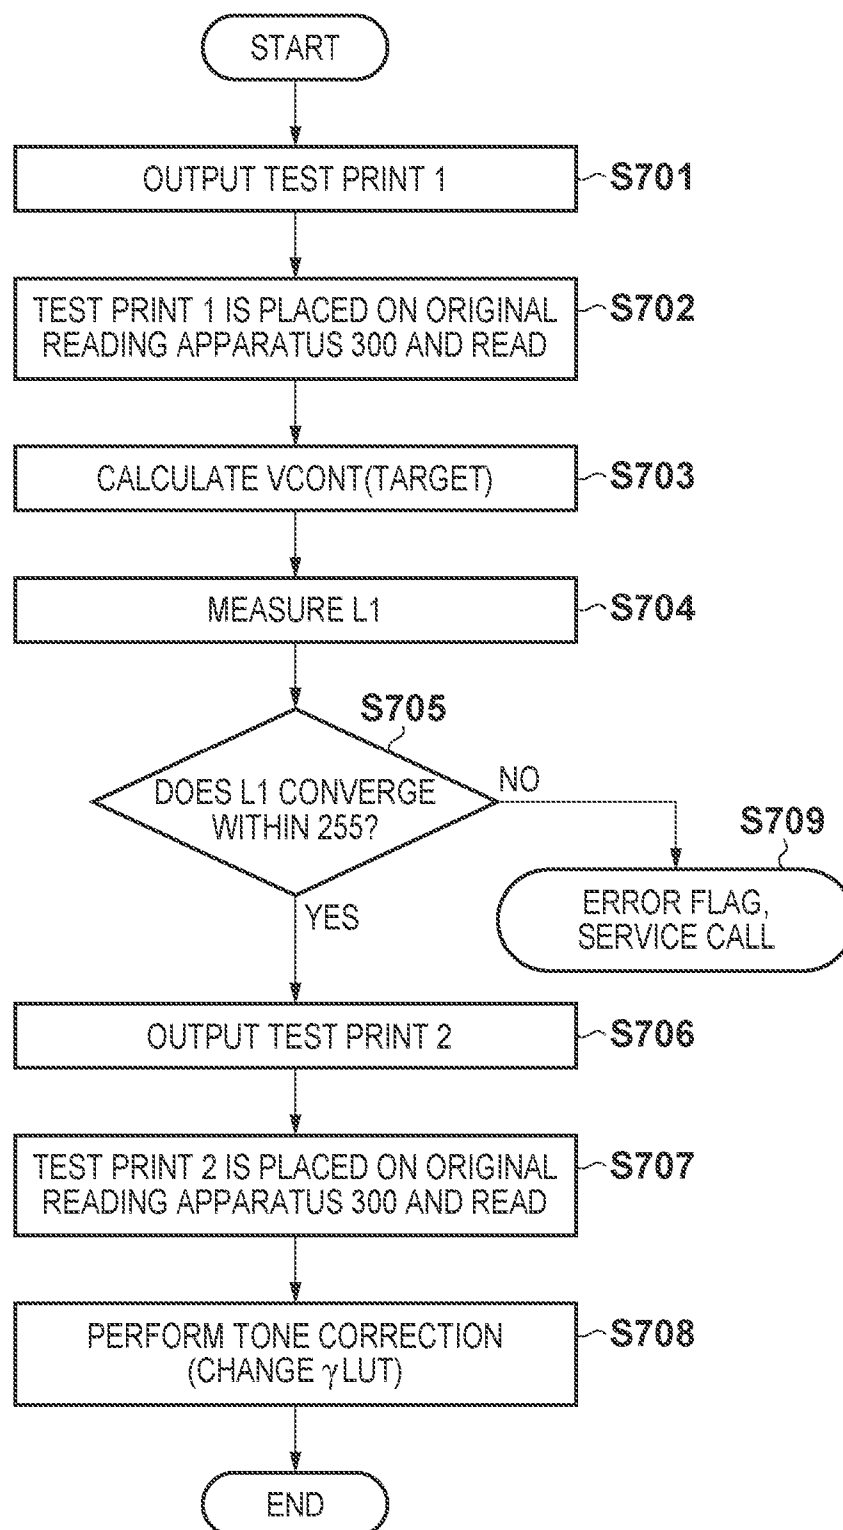 START
OUTPUT TEST PRINT 1
S701
TEST PRINT 1 IS PLACED ON ORIGINAL
READING APPARATUS 300 AND READ
S702
CALCULATE VCONT(TARGET)
S703
MEASURE L1
S704
S705
DOES L1 CONVERGE
WITHIN 255?
NO
YES
S709
ERROR FLAG,
SERVICE CALL
OUTPUT TEST PRINT 2
S706
TEST PRINT 2 IS PLACED ON ORIGINAL
READING APPARATUS 300 AND READ
S707
PERFORM TONE CORRECTION
(CHANGE γ LUT)
S708
END